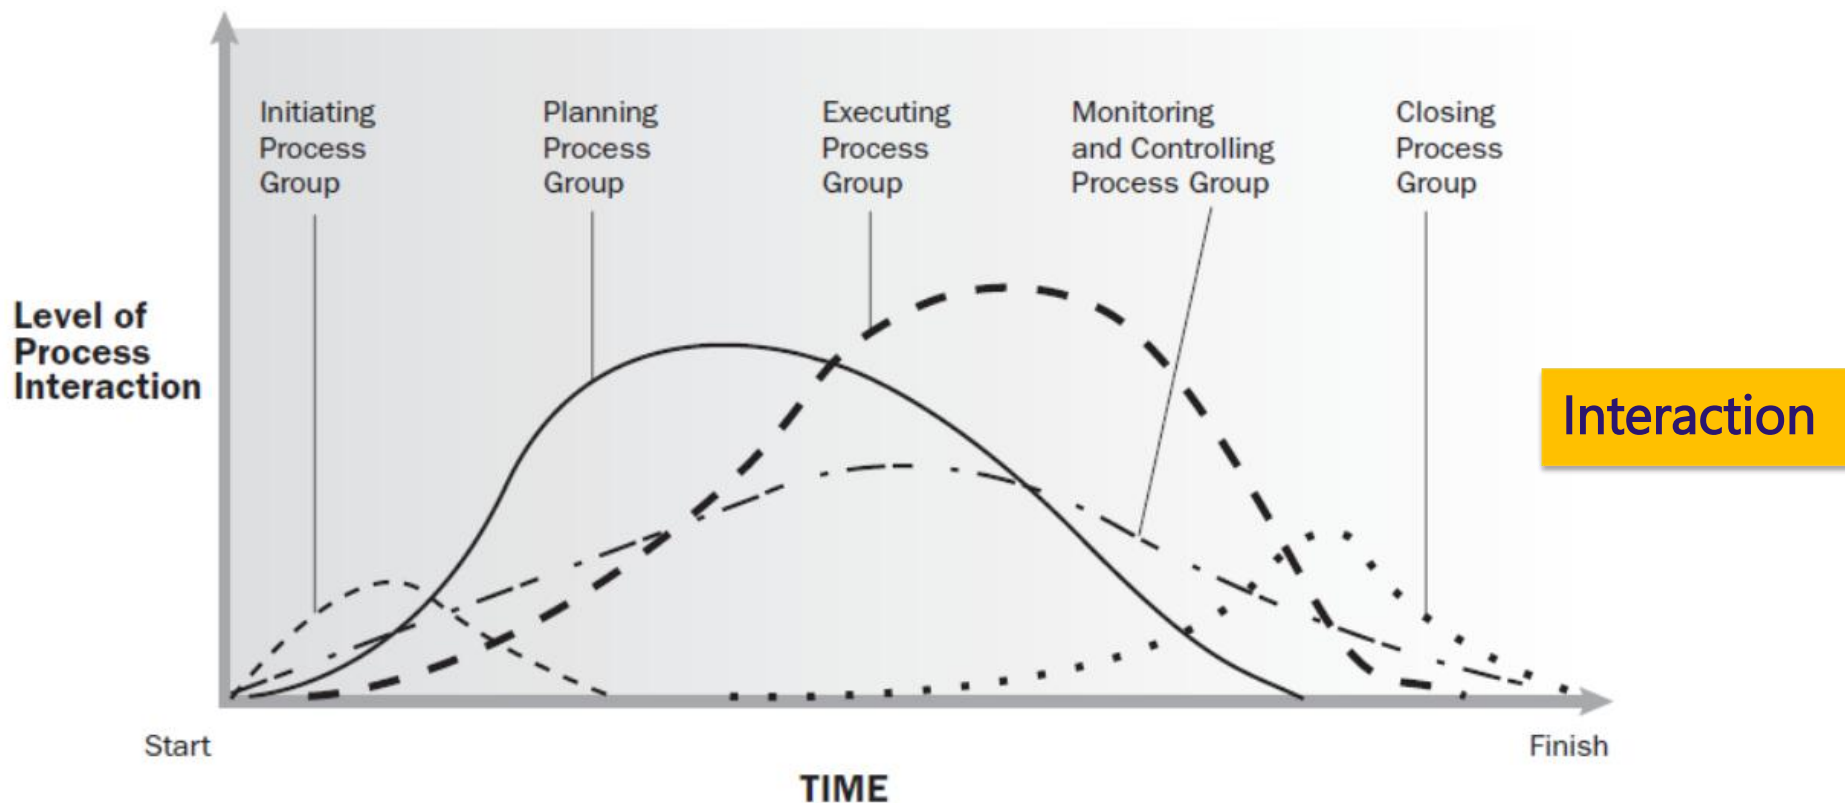 Initiating
Process
Group
Planning
Process
Group
Executing
Process
Group
Monitoring
and Controlling
Process Group
Closing
Process
Group
Level of
Process
Interaction
Interaction
Start
Finish
TIME